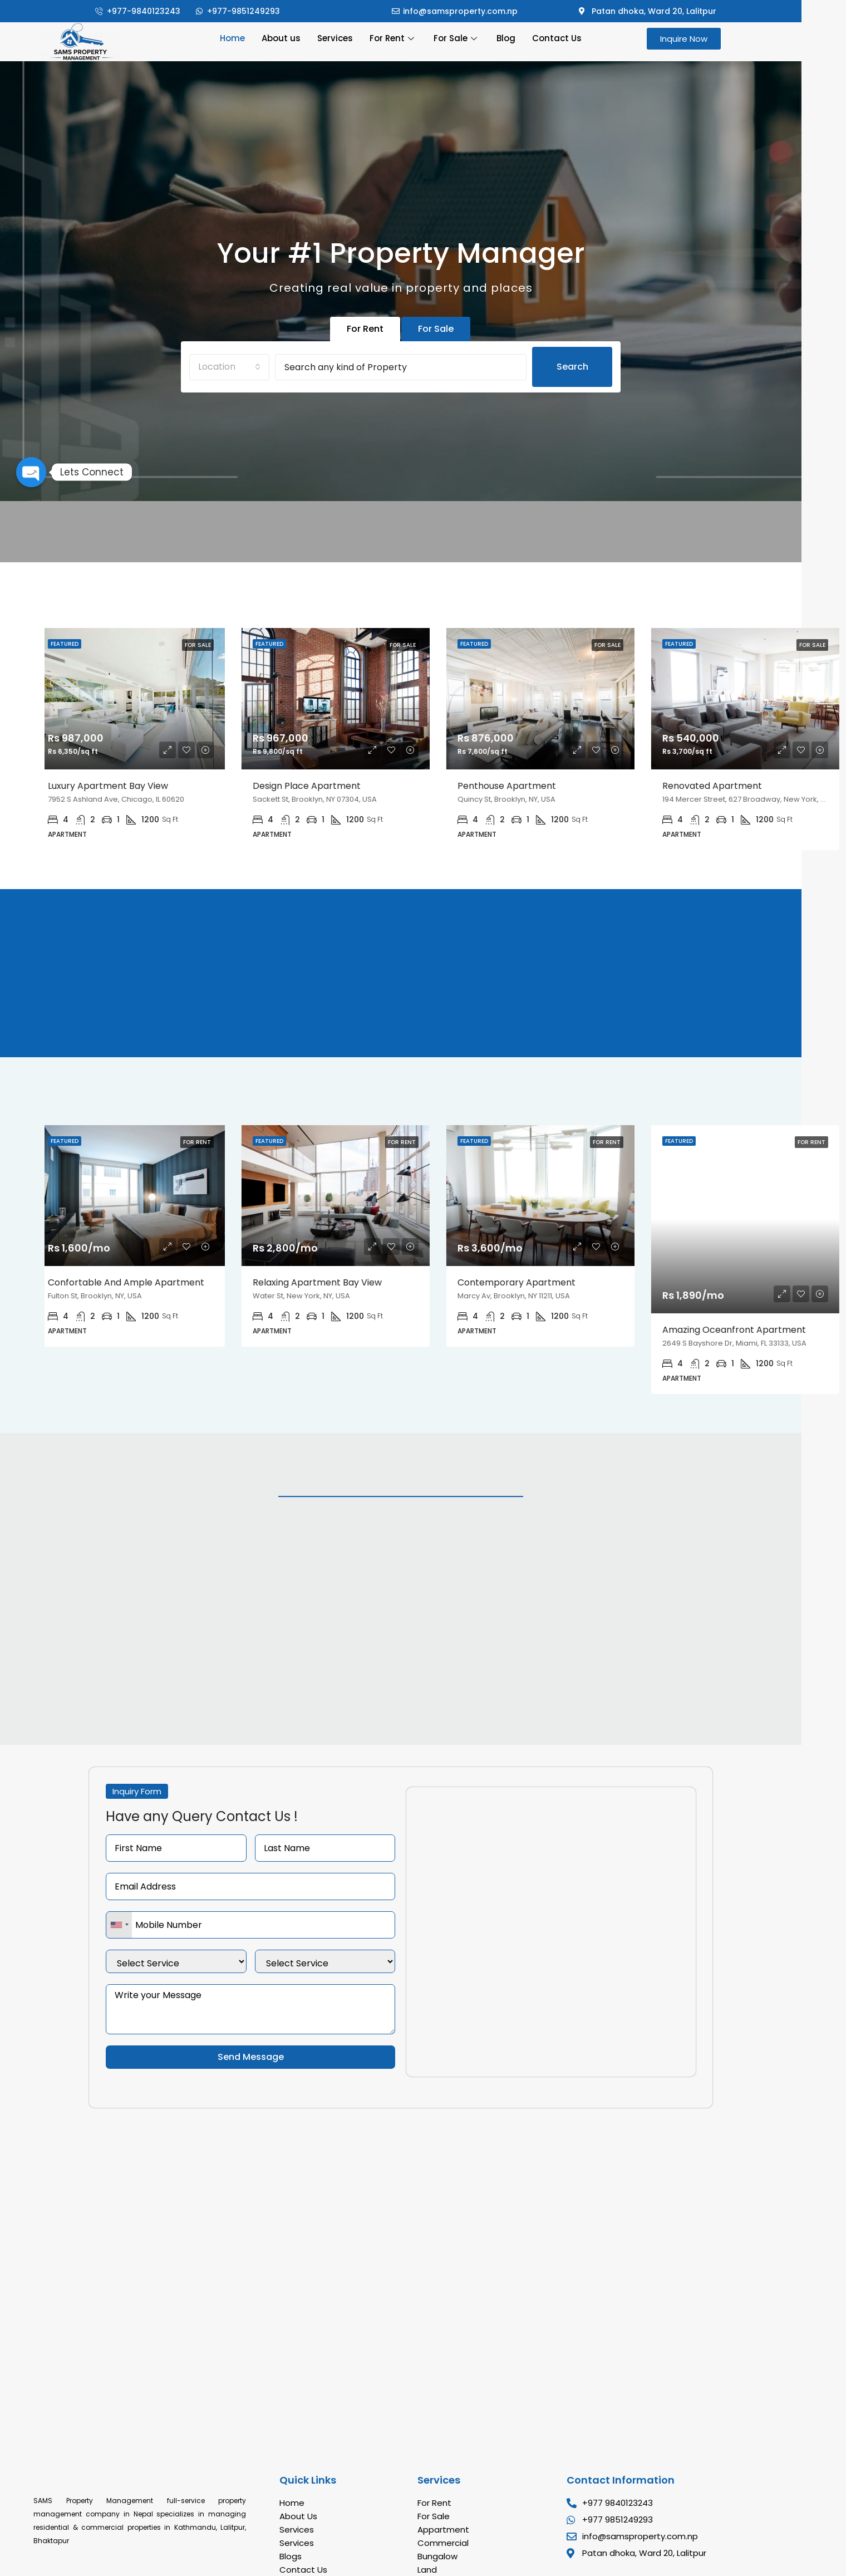 +977-9840123243
+977-9851249293
info@samsproperty.com.np
Patan dhoka, Ward 20, Lalitpur
SAMS PROPERTY
MANAGEMENT
Home
About us
Services
For Rent
For Sale
Blog
Contact Us
Inquire Now
Your #1 Property Manager
Creating real value in property and places
For Rent
For Sale
Location
Search any kind of Property
Search
Lets Connect
FEATURED
FOR SALE
Rs 987,000
Rs 6,350/sq ft
Luxury Apartment Bay View
7952 S Ashland Ave, Chicago, IL 60620
4 2 1 1200 Sq Ft
APARTMENT
FEATURED
FOR SALE
Rs 967,000
Rs 9,800/sq ft
Design Place Apartment
Sackett St, Brooklyn, NY 07304, USA
4 2 1 1200 Sq Ft
APARTMENT
FEATURED
FOR SALE
Rs 876,000
Rs 7,600/sq ft
Penthouse Apartment
Quincy St, Brooklyn, NY, USA
4 2 1 1200 Sq Ft
APARTMENT
FEATURED
FOR SALE
Rs 540,000
Rs 3,700/sq ft
Renovated Apartment
194 Mercer Street, 627 Broadway, New York, ...
4 2 1 1200 Sq Ft
APARTMENT
FEATURED
FOR RENT
Rs 1,600/mo
Confortable And Ample Apartment
Fulton St, Brooklyn, NY, USA
4 2 1 1200 Sq Ft
APARTMENT
FEATURED
FOR RENT
Rs 2,800/mo
Relaxing Apartment Bay View
Water St, New York, NY, USA
4 2 1 1200 Sq Ft
APARTMENT
FEATURED
FOR RENT
Rs 3,600/mo
Contemporary Apartment
Marcy Av, Brooklyn, NY 11211, USA
4 2 1 1200 Sq Ft
APARTMENT
FEATURED
FOR RENT
Rs 1,890/mo
Amazing Oceanfront Apartment
2649 S Bayshore Dr, Miami, FL 33133, USA
4 2 1 1200 Sq Ft
APARTMENT
Inquiry Form
Have any Query Contact Us !
First Name
Last Name
Email Address
Mobile Number
Select Service
Select Service
Write your Message
Send Message
SAMS Property Management full-service property
management company in Nepal specializes in managing
residential & commercial properties in Kathmandu, Lalitpur,
Bhaktapur
Quick Links
Home
About Us
Services
Services
Blogs
Contact Us
Services
For Rent
For Sale
Appartment
Commercial
Bungalow
Land
Contact Information
+977 9840123243
+977 9851249293
info@samsproperty.com.np
Patan dhoka, Ward 20, Lalitpur